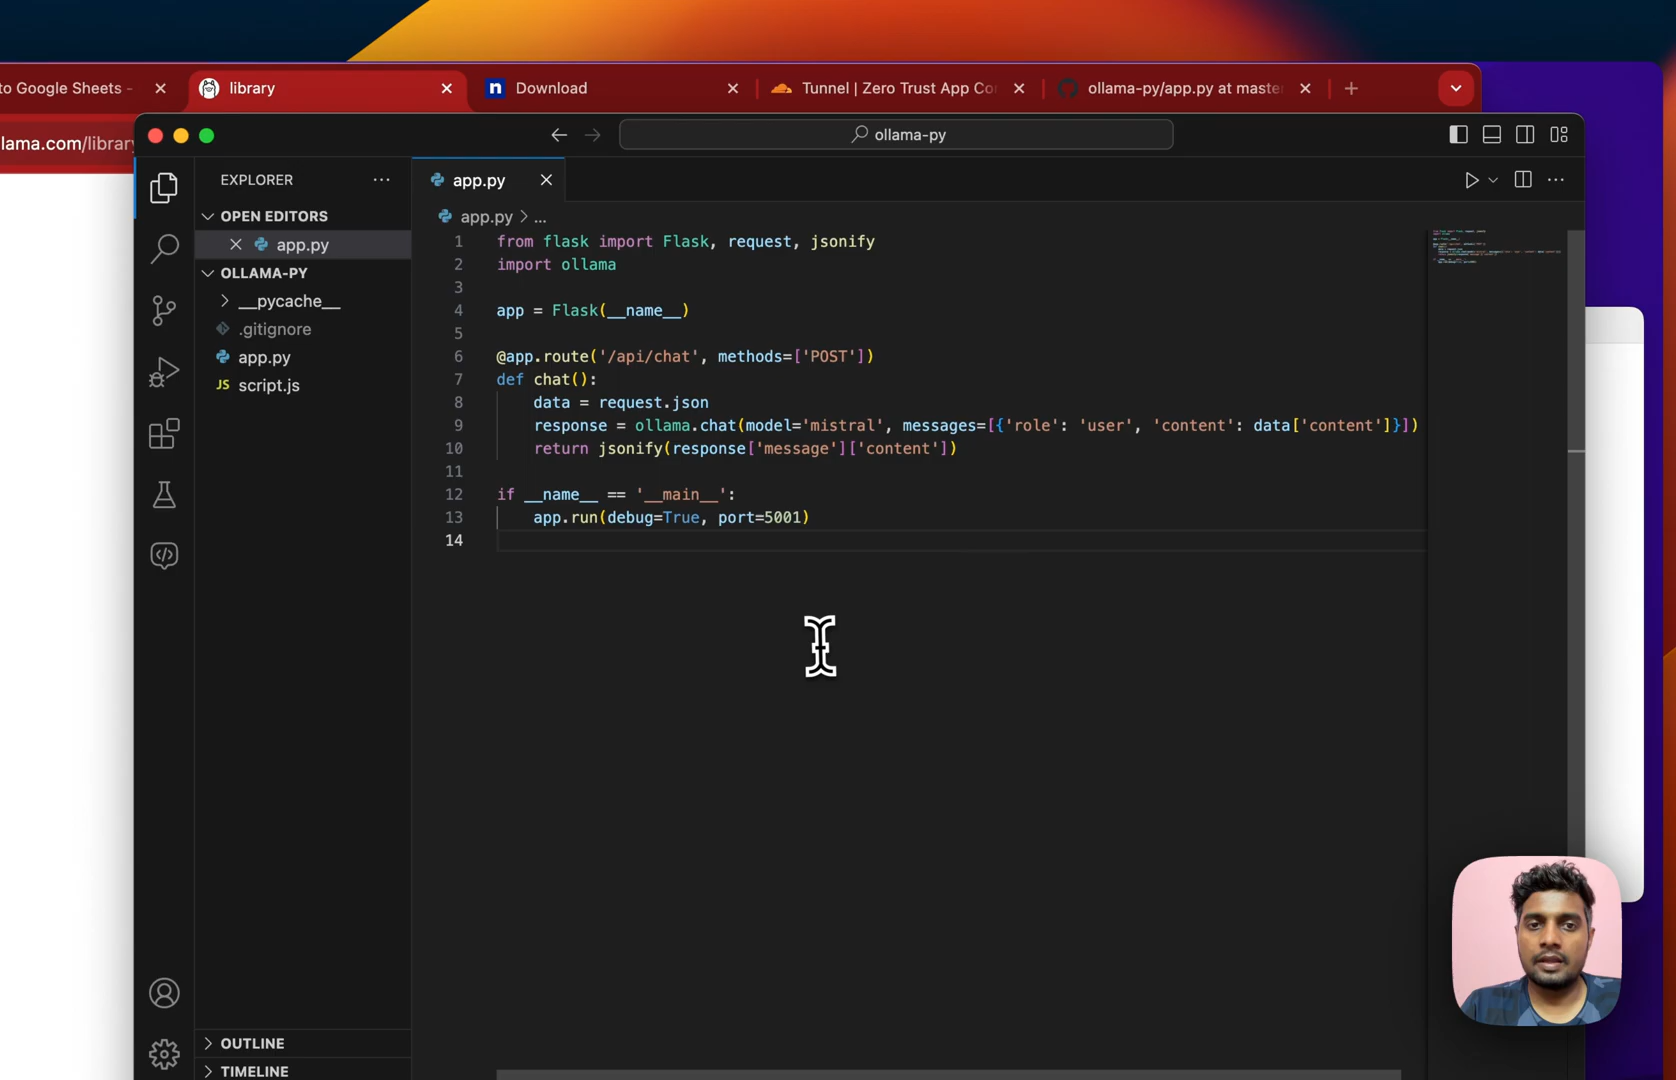 to Google Sheets -
library
Download
Tunnel | Zero Trust App Co
ollama-py/app.py at maste
lama.com/library
ollama-py
EXPLORER
app.py
OPEN EDITORS
app.py > ...
app.py
OLLAMA-PY
__pycache__
.gitignore
app.py
JS script.js
1 from flask import Flask, request, jsonify
2 import ollama
3
4 app = Flask(__name__)
5
6 @app.route('/api/chat', methods=['POST'])
7 def chat():
8 data = request.json
9 response = ollama.chat(model='mistral', messages=[{'role': 'user', 'content': data['content']}])
10 return jsonify(response['message']['content'])
11
12 if __name__ == '__main__':
13 app.run(debug=True, port=5001)
14
OUTLINE
TIMELINE